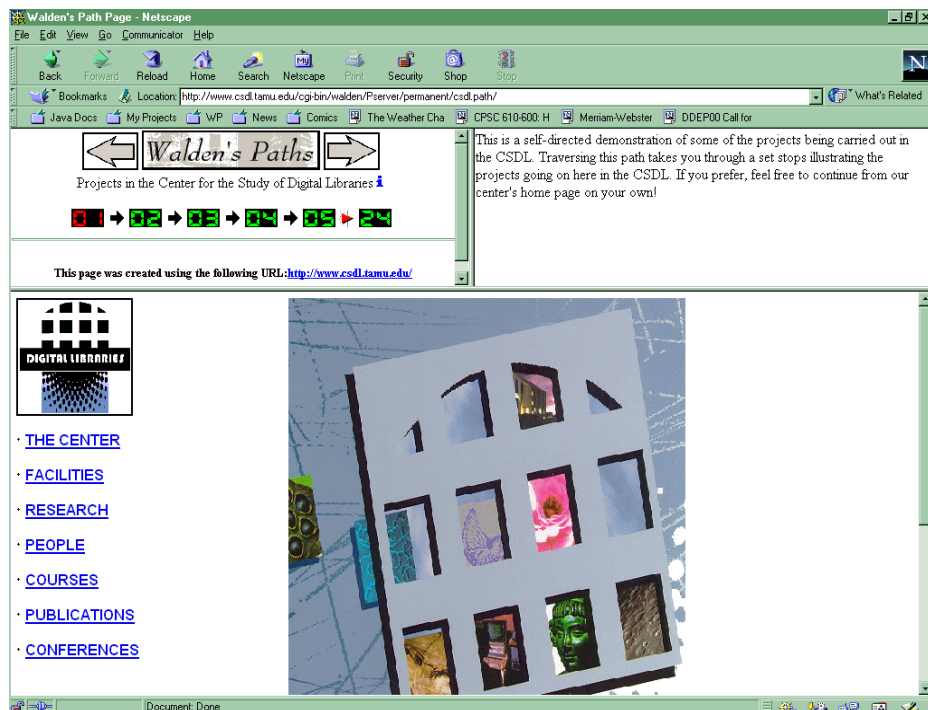 Walden's Path Page - Netscape
File Edit View Go Communicator Help
Back Forward Reload Home Search Netscape Print Security Shop Stop
Bookmarks Location: http://www.csdl.tamu.edu/cgi-bin/walden/Pserver/permanent/csdl.path/ What's Related
Java Docs My Projects WP News Comics The Weather Cha CPSC 610-600: H Merriam-Webster DDEP00 Call for
Walden's Paths
Projects in the Center for the Study of Digital Libraries i
01 02 03 04 05 24
This page was created using the following URL:http://www.csdl.tamu.edu/
This is a self-directed demonstration of some of the projects being carried out in
the CSDL. Traversing this path takes you through a set stops illustrating the
projects going on here in the CSDL. If you prefer, feel free to continue from our
center's home page on your own!
DIGITAL LIBRARIES
· THE CENTER
· FACILITIES
· RESEARCH
· PEOPLE
· COURSES
· PUBLICATIONS
· CONFERENCES
Document: Done